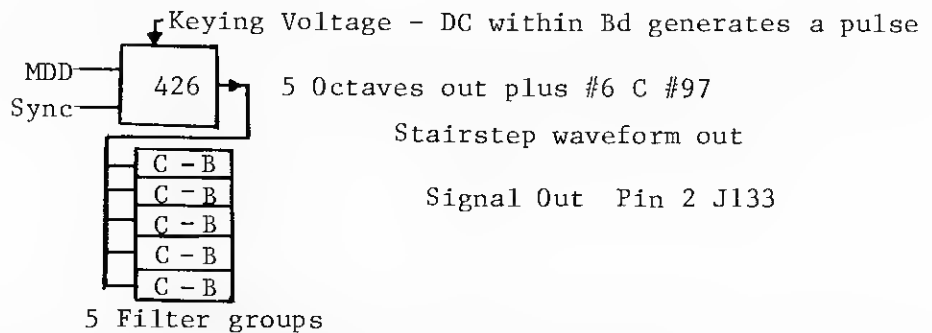 Keying Voltage - DC within Bd generates a pulse
MDD
426
5 Octaves out plus #6 C #97
Sync
Stairstep waveform out
C - B
C - B
Signal Out Pin 2 J133
C - B
C - B
C - B
5 Filter groups